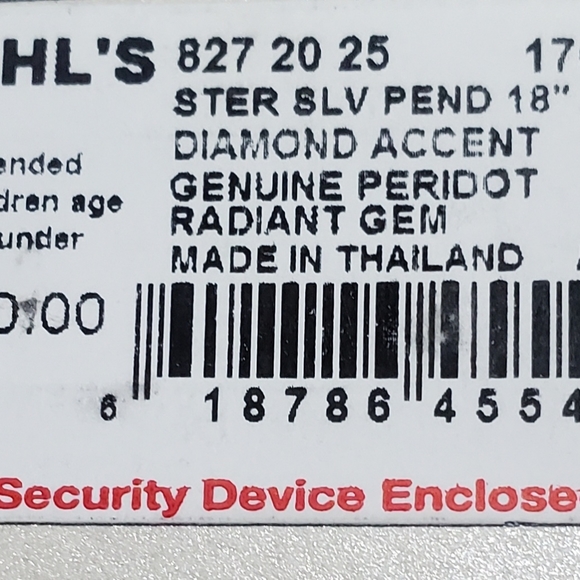 HL'S 827 20 25 17
STER SLV PEND 18"
DIAMOND ACCENT
ended
GENUINE PERIDOT
dren age
RADIANT GEM
under
MADE IN THAILAND
0.00
6 18786 4554
Security Device Enclose